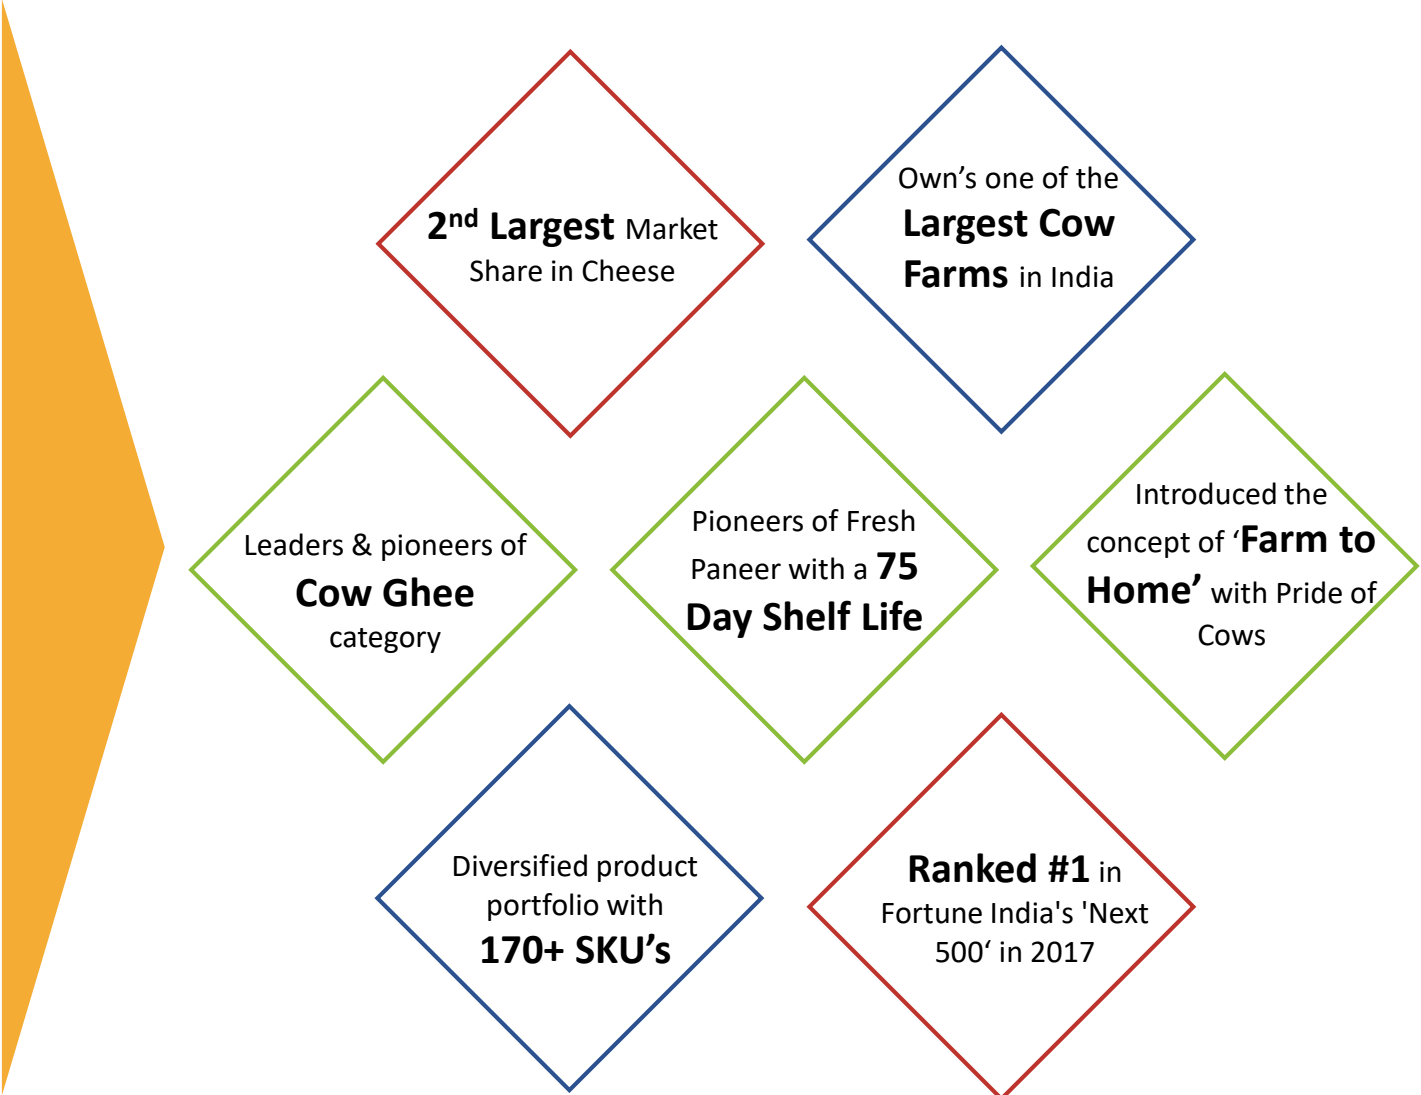 2nd Largest Market
Share in Cheese
Own’s one of the
Largest Cow
Farms in India
Leaders & pioneers of
Cow Ghee
category
Pioneers of Fresh
Paneer with a 75
Day Shelf Life
Introduced the
concept of ‘Farm to
Home’ with Pride of
Cows
Diversified product
portfolio with
170+ SKU’s
Ranked #1 in
Fortune India's 'Next
500‘ in 2017